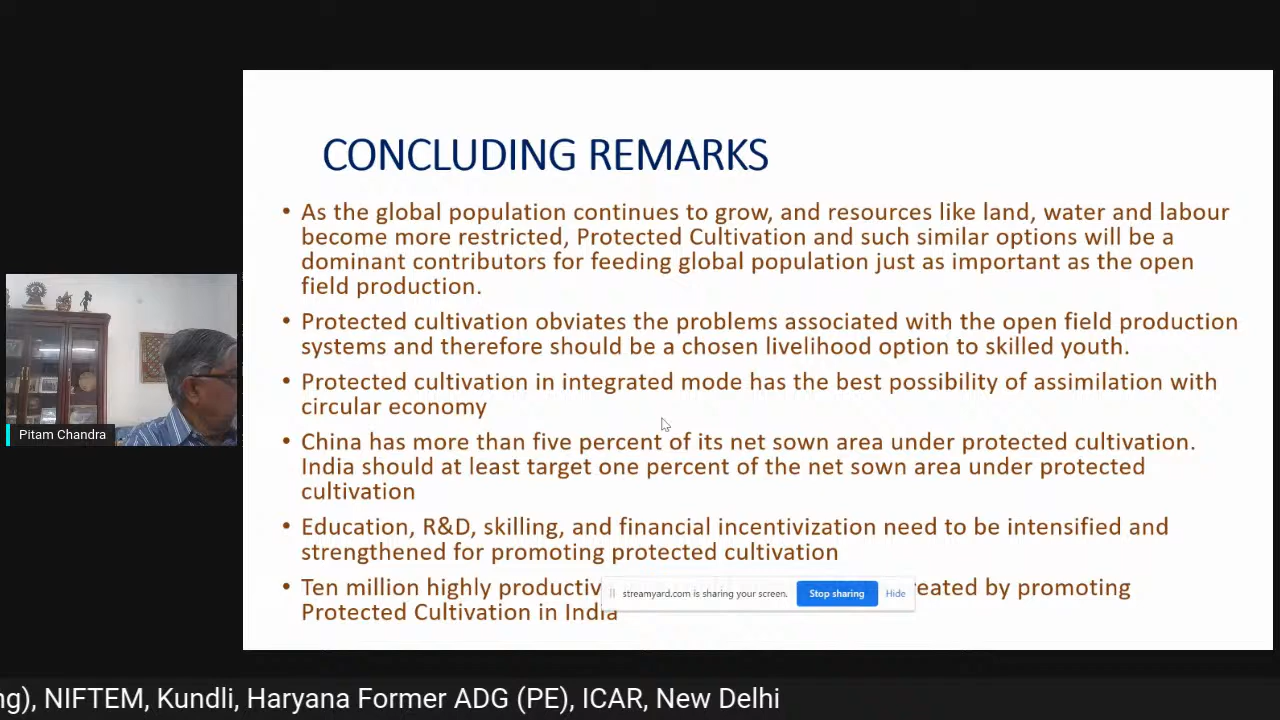 CONCLUDING REMARKS
• As the global population continues to grow, and resources like land, water and labour
become more restricted, Protected Cultivation and such similar options will be a
dominant contributors for feeding global population just as important as the open
field production.
• Protected cultivation obviates the problems associated with the open field production
systems and therefore should be a chosen livelihood option to skilled youth.
• Protected cultivation in integrated mode has the best possibility of assimilation with
circular economy
• China has more than five percent of its net sown area under protected cultivation.
India should at least target one percent of the net sown area under protected
cultivation
• Education, R&D, skilling, and financial incentivization need to be intensified and
strengthened for promoting protected cultivation
• Ten million highly by promoting
Protected Cultivation in India
streamyard.com is sharing your screen. Stop sharing Hide
Pitam Chandra
NIFTEM, Kundli, Haryana Former ADG (PE), ICAR, New Delhi